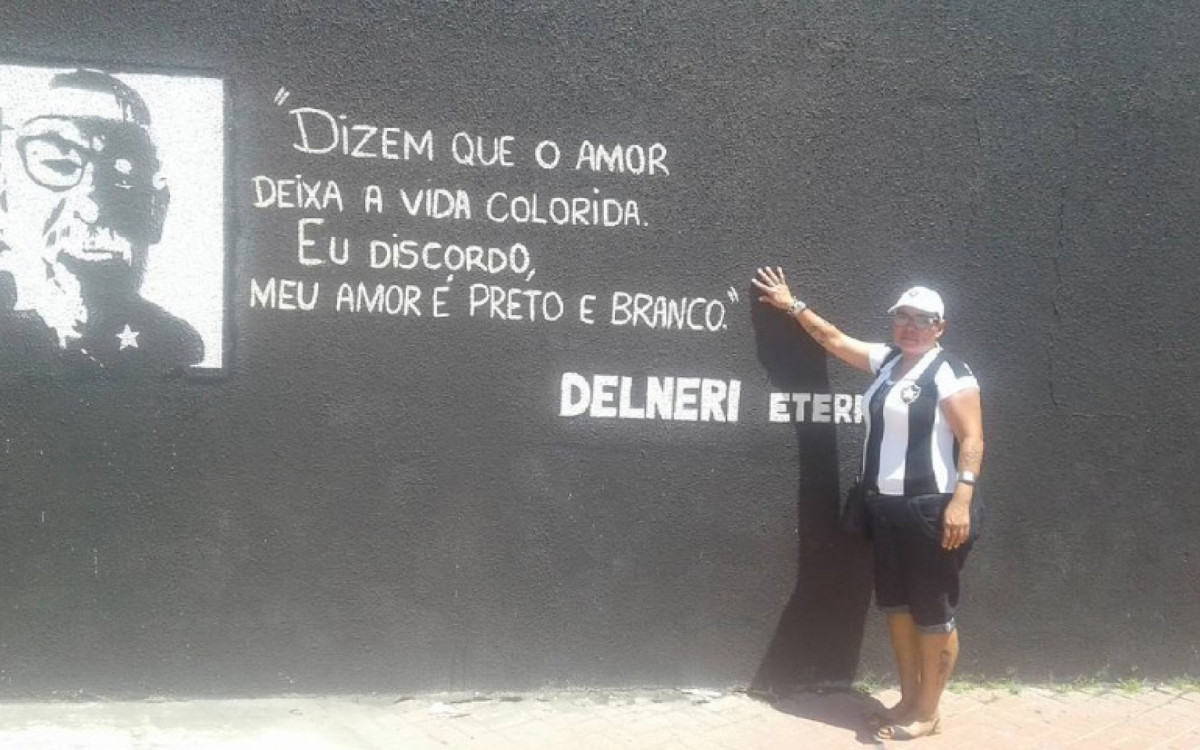 "DIZEM QUE O AMOR
DEIXA A VIDA COLORIDA.
EU DISCORDO,
MEU AMOR É PRETO E BRANCO."
DELNERI